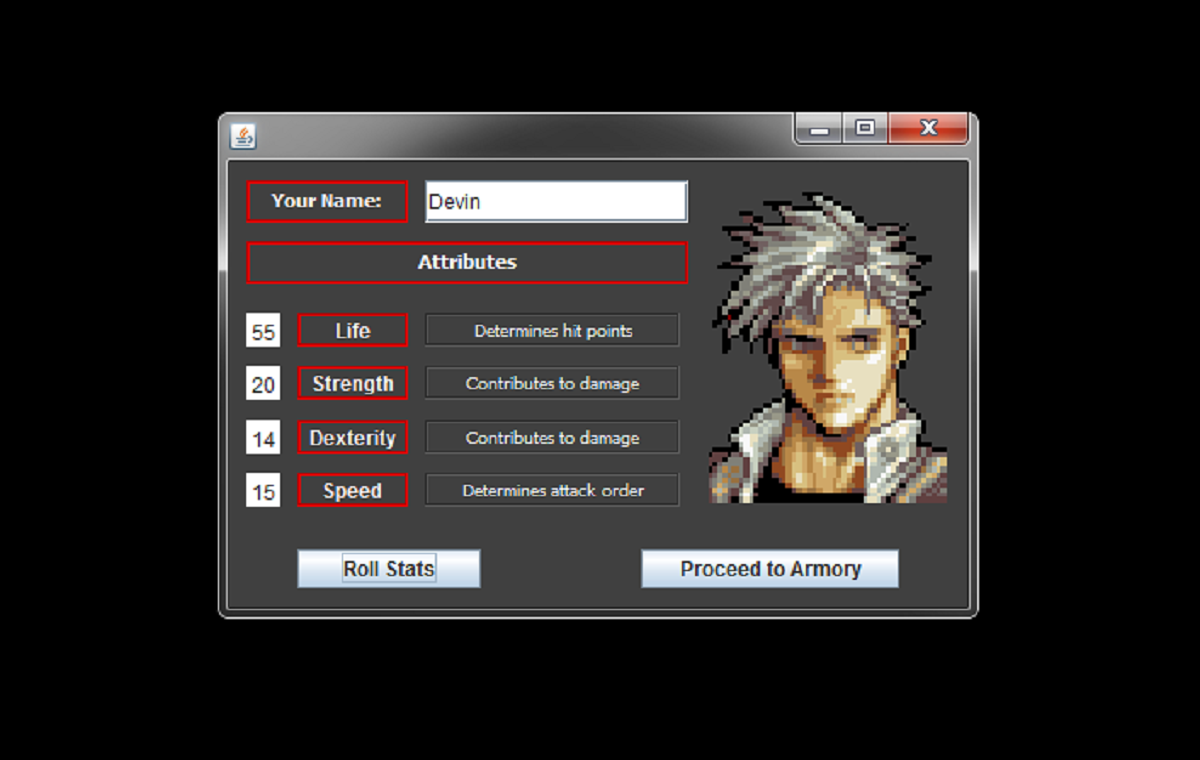 Your Name: Devin
Attributes
55 Life Determines hit points
20 Strength Contributes to damage
14 Dexterity Contributes to damage
15 Speed Determines attack order
Roll Stats Proceed to Armory